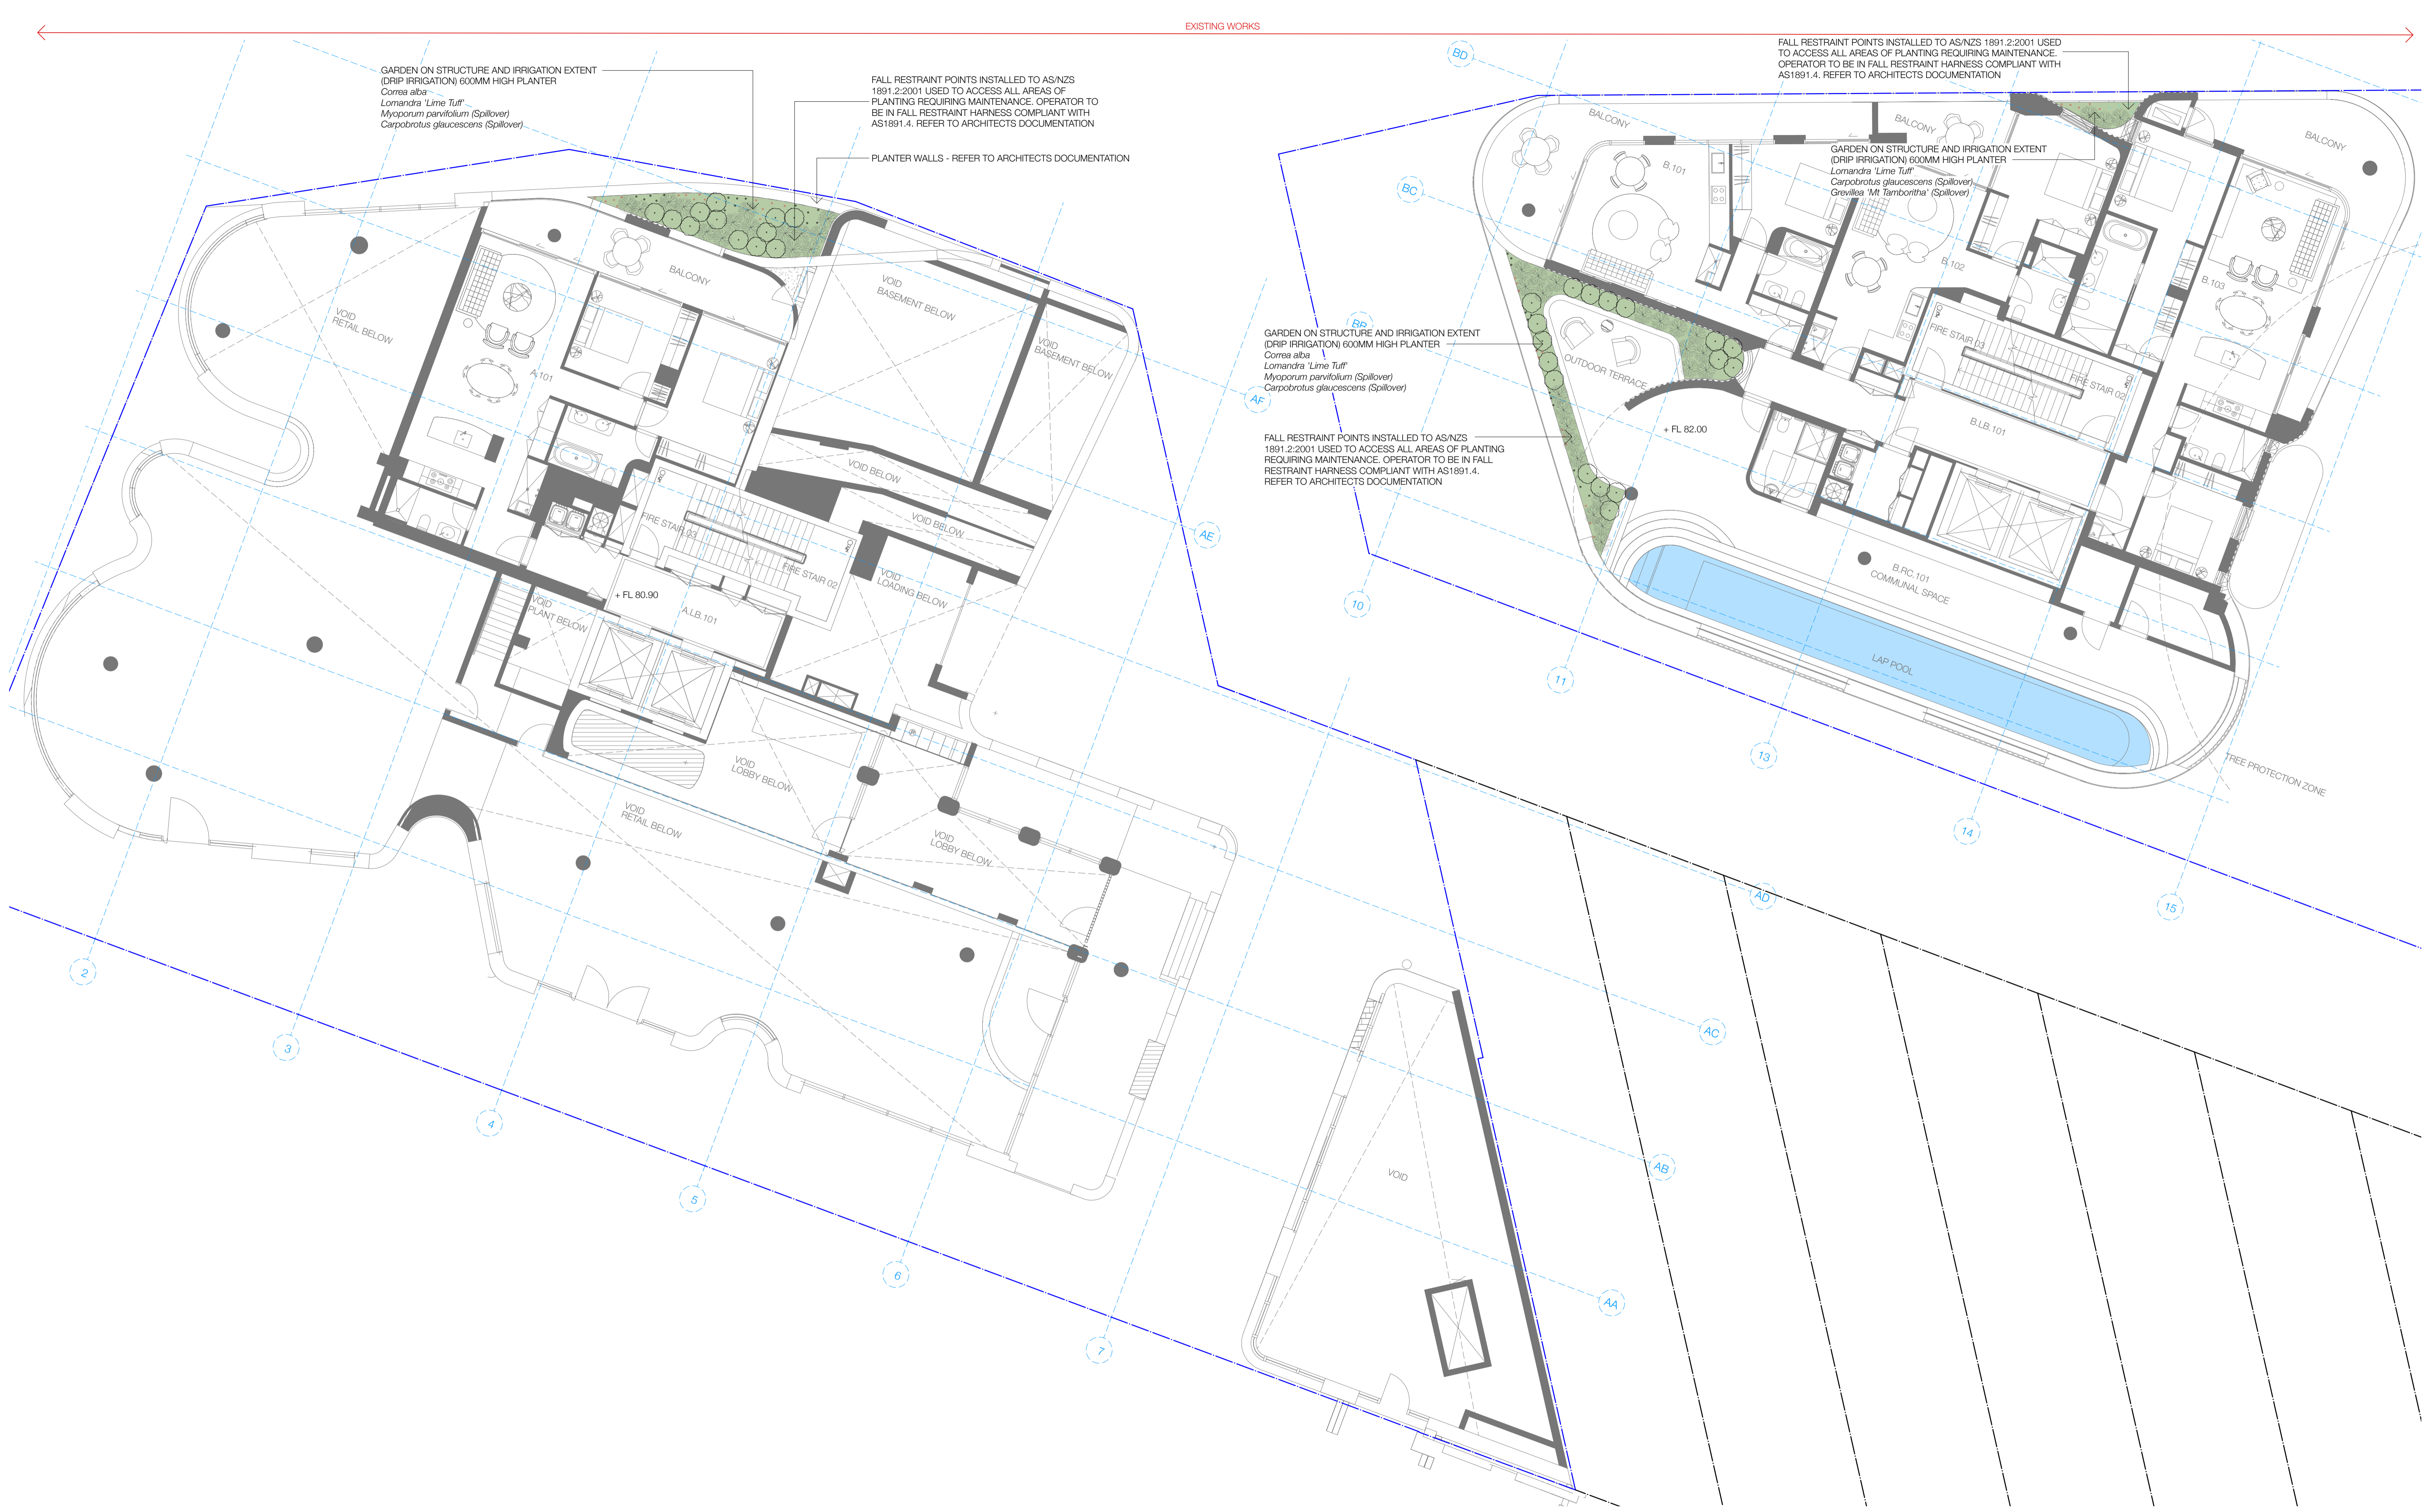 EXISTING WORKS
GARDEN ON STRUCTURE AND IRRIGATION EXTENT
(DRIP IRRIGATION) 600MM HIGH PLANTER
Correa alba
Lomandra 'Lime Tuff'
Myoporum parvifolium (Spillover)
Carpobrotus glaucescens (Spillover)
FALL RESTRAINT POINTS INSTALLED TO AS/NZS
1891.2:2001 USED TO ACCESS ALL AREAS OF
PLANTING REQUIRING MAINTENANCE. OPERATOR TO
BE IN FALL RESTRAINT HARNESS COMPLIANT WITH
AS1891.4. REFER TO ARCHITECTS DOCUMENTATION
PLANTER WALLS - REFER TO ARCHITECTS DOCUMENTATION
FALL RESTRAINT POINTS INSTALLED TO AS/NZS 1891.2:2001 USED
TO ACCESS ALL AREAS OF PLANTING REQUIRING MAINTENANCE.
OPERATOR TO BE IN FALL RESTRAINT HARNESS COMPLIANT WITH
AS1891.4. REFER TO ARCHITECTS DOCUMENTATION
GARDEN ON STRUCTURE AND IRRIGATION EXTENT
(DRIP IRRIGATION) 600MM HIGH PLANTER
Lomandra 'Lime Tuff'
Carpobrotus glaucescens (Spillover)
Grevillea 'Mt Tamboritha' (Spillover)
GARDEN ON STRUCTURE AND IRRIGATION EXTENT
(DRIP IRRIGATION) 600MM HIGH PLANTER
Correa alba
Lomandra 'Lime Tuff'
Myoporum parvifolium (Spillover)
Carpobrotus glaucescens (Spillover)
FALL RESTRAINT POINTS INSTALLED TO AS/NZS
1891.2:2001 USED TO ACCESS ALL AREAS OF PLANTING
REQUIRING MAINTENANCE. OPERATOR TO BE IN FALL
RESTRAINT HARNESS COMPLIANT WITH AS1891.4.
REFER TO ARCHITECTS DOCUMENTATION
BD
BC
BALCONY
BALCONY
BALCONY
B.101
B.102
B.103
FIRE STAIR 03
FIRE STAIR 02
B.LB.101
OUTDOOR TERRACE
+ FL 82.00
B.RC.101
COMMUNAL SPACE
LAP POOL
TREE PROTECTION ZONE
BALCONY
VOID
RETAIL BELOW
A.101
VOID
BASEMENT BELOW
VOID
BASEMENT BELOW
VOID BELOW
VOID BELOW
FIRE STAIR 03
FIRE STAIR 02
VOID
LOADING BELOW
+ FL 80.90
VOID
PLANT BELOW
A.LB.101
VOID
LOBBY BELOW
VOID
RETAIL BELOW
VOID
LOBBY BELOW
VOID
AF
AE
AD
AC
AB
AA
2
3
4
5
6
7
10
11
13
14
15